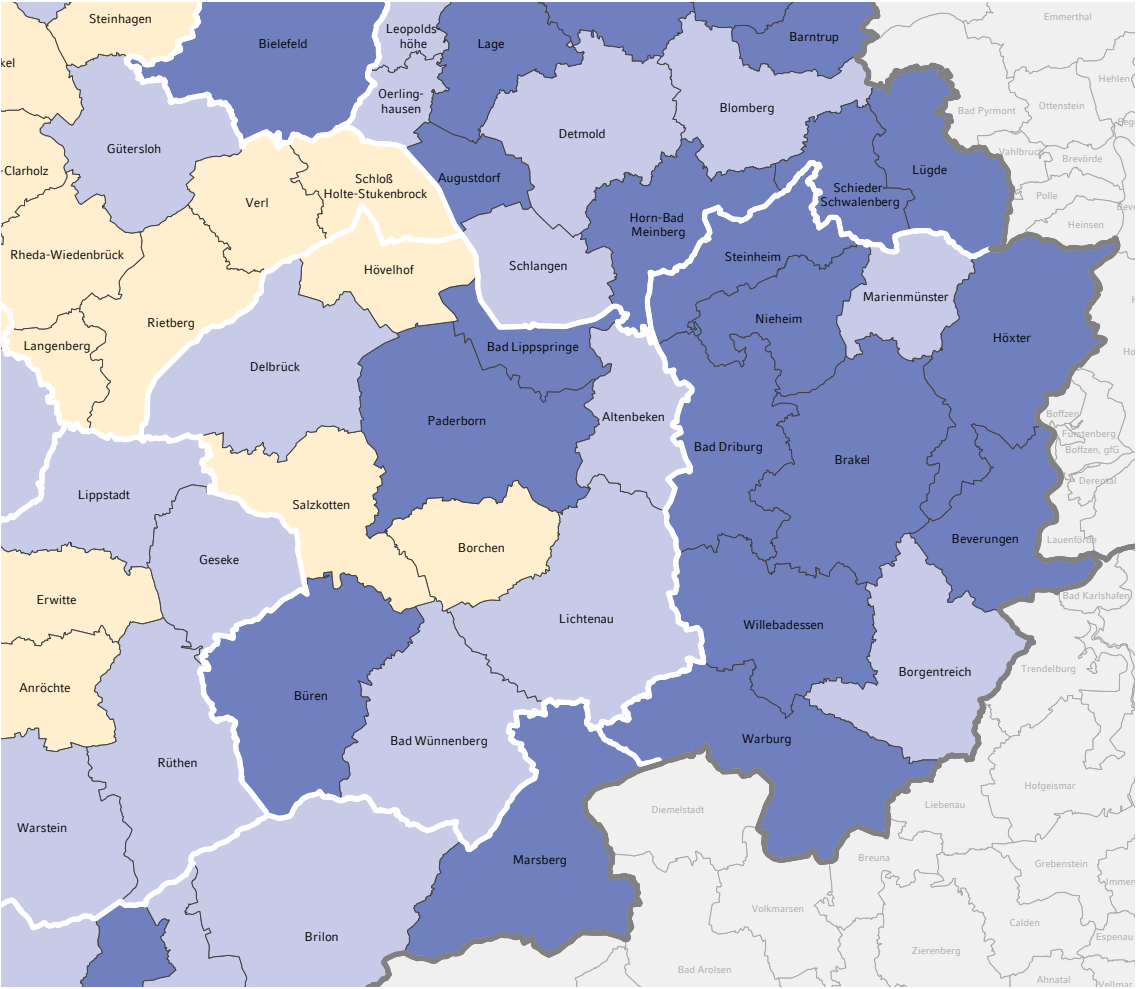 Emmerthal
Steinhagen
Leopolds
höhe
Lage
Barntrup
Bielefeld
kel
Hehlen
Oerling-
hausen
Ottenstein
Blomberg
Bad Pyrmont
Detmold
Gütersloh
Vahlbruch
Brevörde
-Clarholz
Augustdorf
Lügde
Schloß
Holte-Stukenbrock
Schieder
Schwalenberg
Polle
Verl
Horn-Bad
Meinberg
Heinsen
Rheda-Wiedenbrück
Steinheim
Schlangen
Hövelhof
Marienmünster
Rietberg
Nieheim
Höxter
Langenberg
Bad Lippspringe
Delbrück
Boffzen
Altenbeken
Paderborn
Fürstenberg
Bad Driburg
Boffzen, gfG
Brakel
Derental
Lippstadt
Salzkotten
Beverungen
Lauenförde
Borchen
Geseke
Bad Karlshafen
Erwitte
Lichtenau
Willebadessen
Trendelburg
Borgentreich
Anröchte
Büren
Bad Wünnenberg
Warburg
Rüthen
Hofgeismar
Liebenau
Diemelstadt
Warstein
Breuna
Marsberg
Grebenstein
Immen
Volkmarsen
Calden
Brilon
Espenau
Zierenberg
Bad Arolsen
Ahnatal
Vellmar